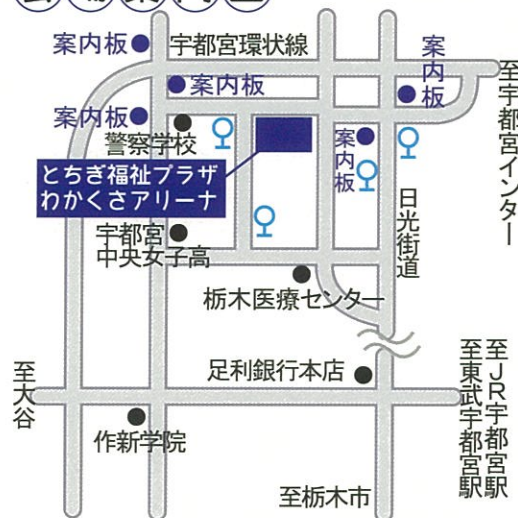 案内板
宇都宮環状線
案内板
案内板
案内板
至宇都宮インター
警察学校
案内板
とちぎ福祉プラザ
わかくさアリーナ
日光街道
宇都宮
中央女子高
栃木医療センター
足利銀行本店
至大谷
作新学院
至JR宇都宮駅
至東武宇都宮駅
至栃木市